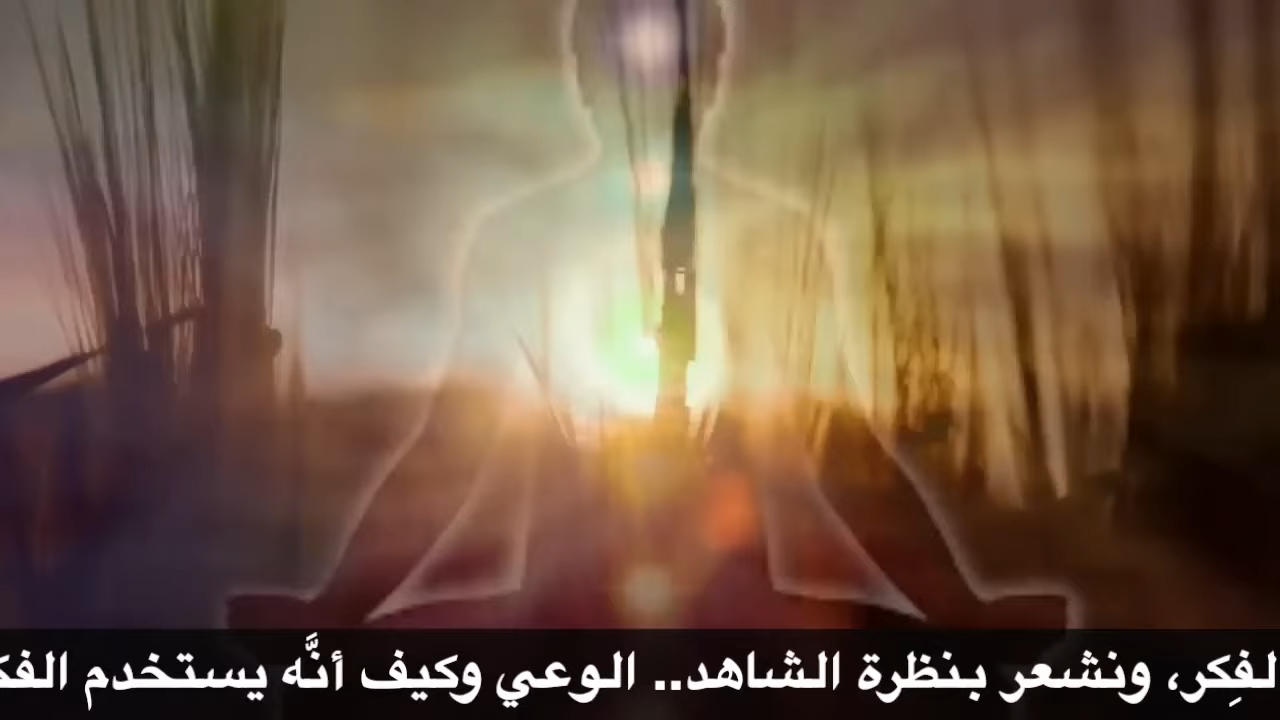 لفِكر، ونشعر بنظرة الشاهد.. الوعي وكيف أنَّه يستخدم الفك